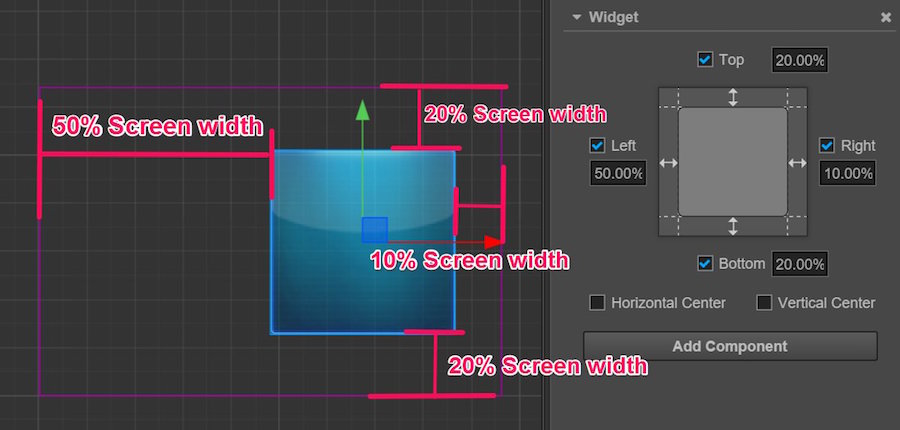 Widget
Top 20.00%
20% Screen width
50% Screen width
Left
Right
50.00%
10.00%
10% Screen width
Bottom 20.00%
Horizontal Center
Vertical Center
Add Component
20% Screen width